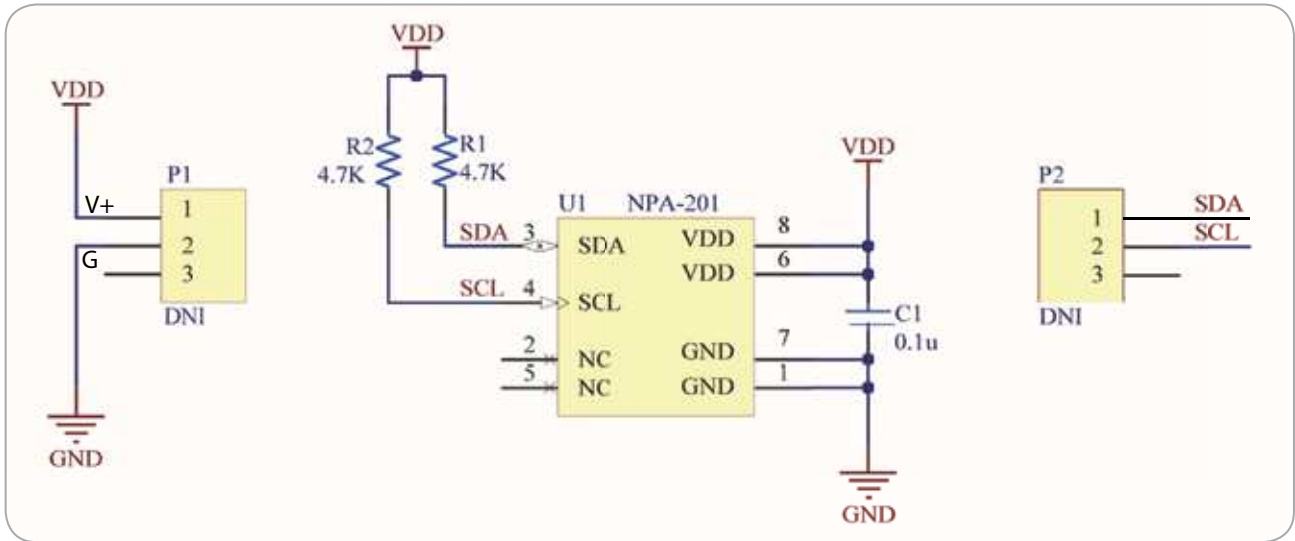 VDD
P1
V+
1
2
G
3
DNI
GND
VDD
R2
4.7K
R1
4.7K
U1
NPA-201
SDA
3
SDA
SCL
4
SCL
2
NC
5
NC
VDD
8
VDD
6
GND
7
GND
1
VDD
C1
0.1u
GND
P2
1
SDA
2
SCL
3
DNI